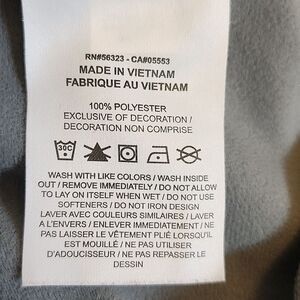 RN#56323 - CA#05553
MADE IN VIETNAM
FABRIQUE AU VIETNAM
100% POLYESTER
EXCLUSIVE OF DECORATION /
DECORATION NON COMPRISE
30C
WASH WITH LIKE COLORS / WASH INSIDE
OUT / REMOVE IMMEDIATELY / DO NOT ALLOW
TO LAY ON ITSELF WHEN WET / DO NOT USE
SOFTENERS / DO NOT IRON DESIGN
LAVER AVEC COULEURS SIMILAIRES / LAVER
A L'ENVERS / ENLEVER IMMEDIATEMENT / NE
PAS LAISSER LE VÊTEMENT PLIÉ LORSQU'IL
EST MOUILLÉ / NE PAS UTILISER
D'ADOUCISSEUR / NE PAS REPASSER LE
DESSIN